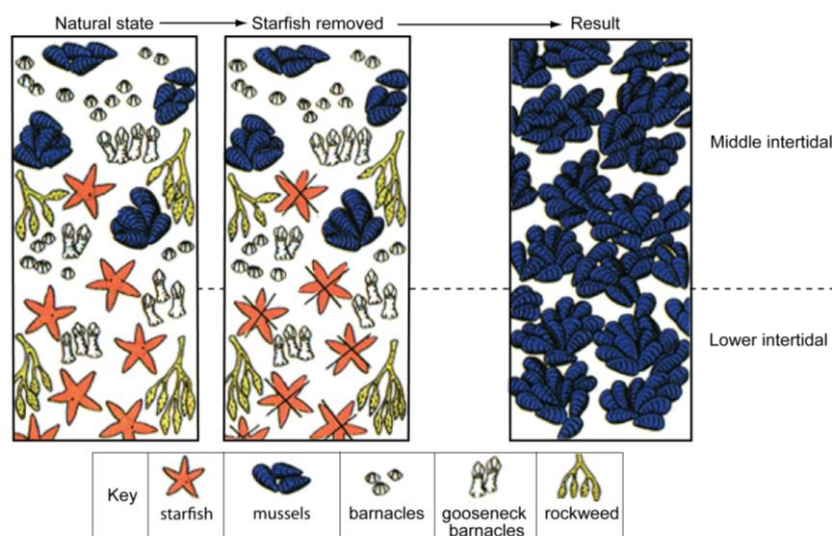 Natural state Starfish removed Result
Middle intertidal
Lower intertidal
Key
starfish
mussels
barnacles
gooseneck
barnacles
rockweed